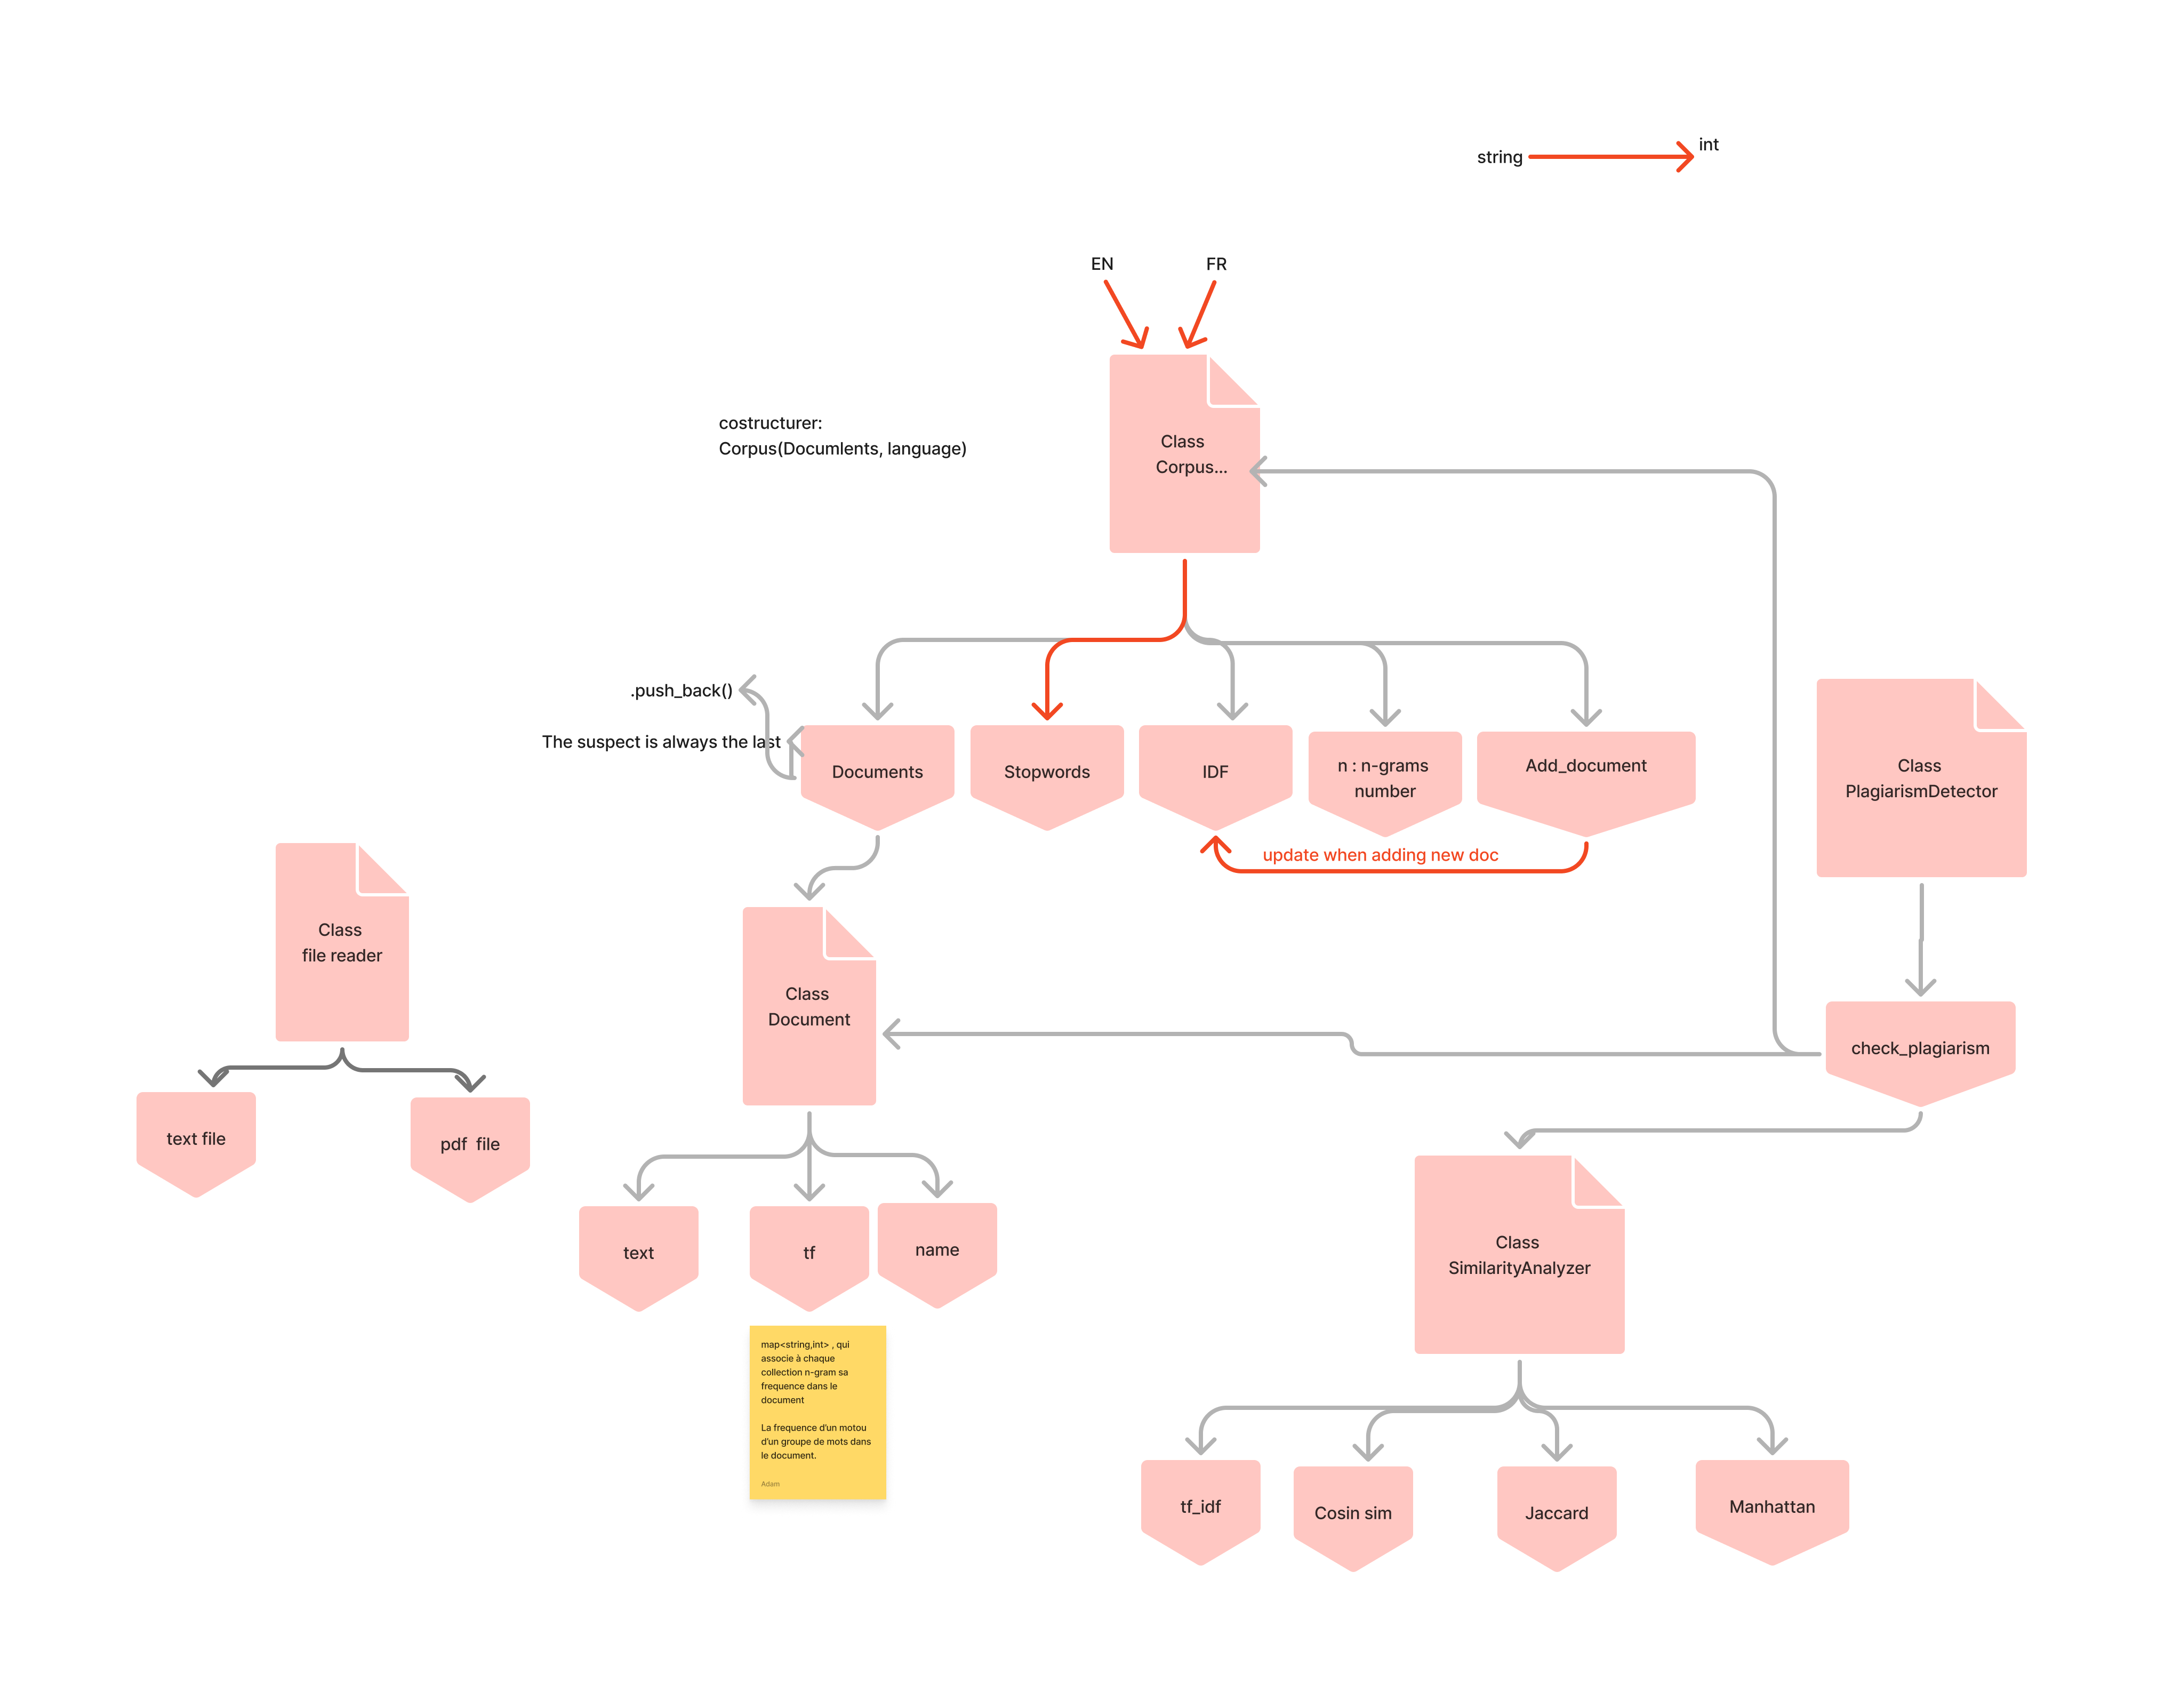 string
int
EN
FR
costructurer:
Corpus(Documlents, language)
Class
Corpus...
.push_back()
The suspect is always the last
Documents
Stopwords
IDF
n : n-grams
number
Add_document
update when adding new doc
Class
PlagiarismDetector
Class
file reader
Class
Document
check_plagiarism
text file
pdf  file
text
tf
name
Class
SimilarityAnalyzer
map<string,int> , qui
associe à chaque
collection n-gram sa
frequence dans le
document
La frequence d'un motou
d'un groupe de mots dans
le document.
Adam
tf_idf
Cosin sim
Jaccard
Manhattan